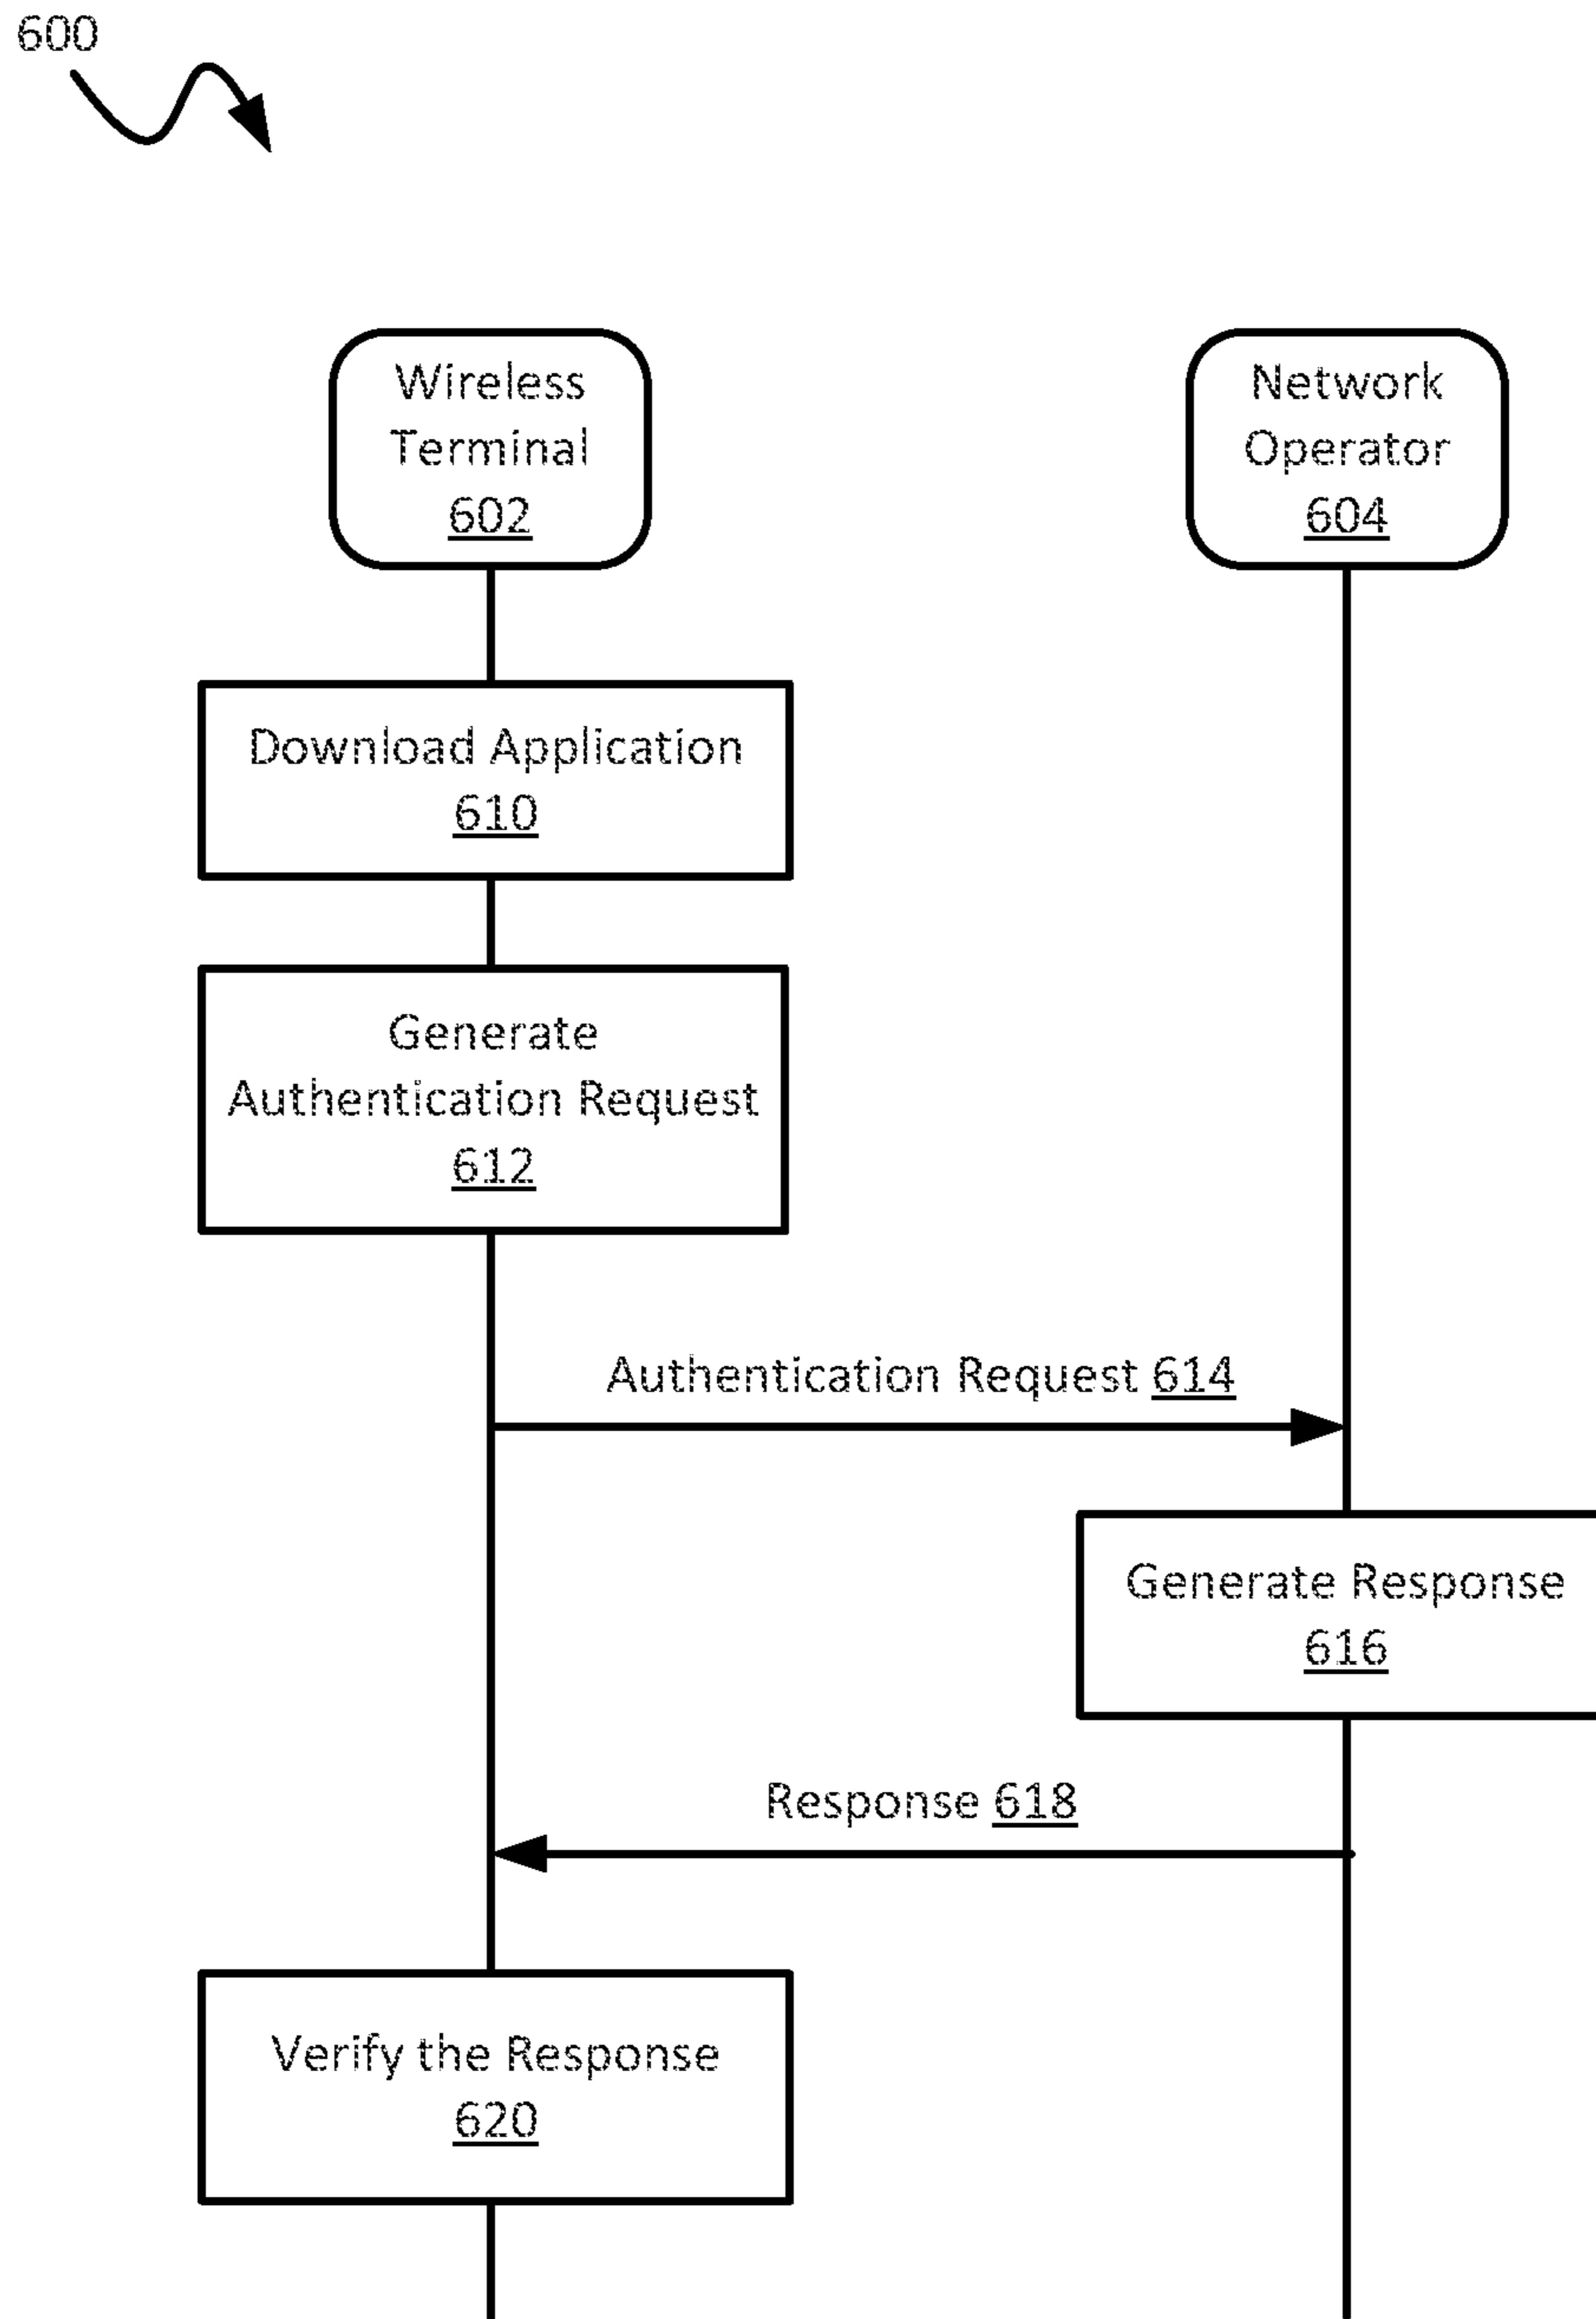 600
Wireless
Terminal
602
Network
Operator
604
Download Application
610
Generate
Authentication Request
612
Authentication Request 614
Generate Response
616
Response 618
Verify the Response
620